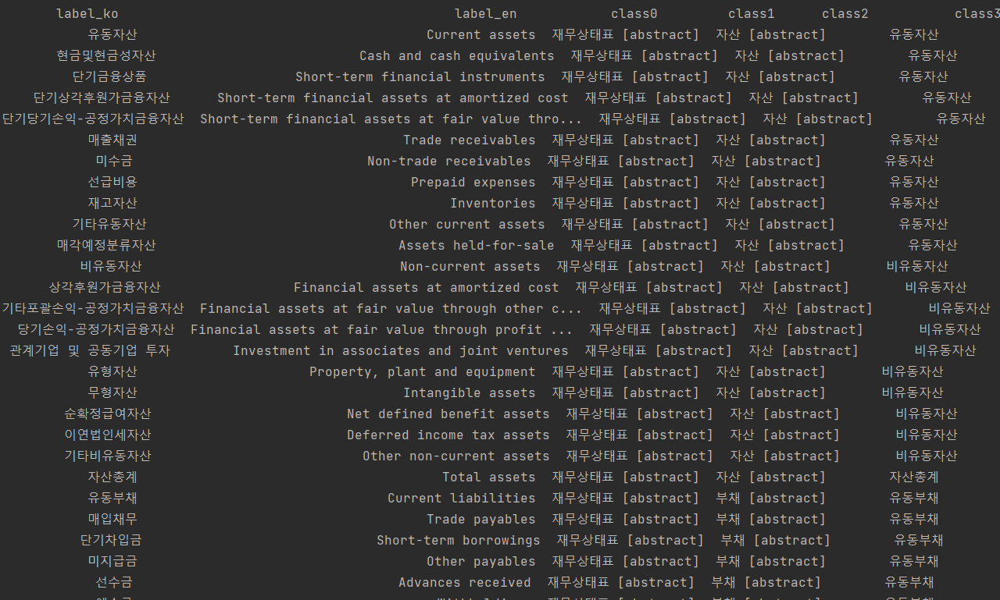 label_ko label_en class0 class1 class2 class3
유동자산 Current assets 재무상태표 [abstract] 자산 [abstract] 유동자산
현금및현금성자산 Cash and cash equivalents 재무상태표 [abstract] 자산 [abstract] 유동자산
단기금융상품 Short-term financial instruments 재무상태표 [abstract] 자산 [abstract] 유동자산
단기상각후원가금융자산 Short-term financial assets at amortized cost 재무상태표 [abstract] 자산 [abstract] 유동자산
단기당기손익-공정가치금융자산 Short-term financial assets at fair value thro... 재무상태표 [abstract] 자산 [abstract] 유동자산
매출채권 Trade receivables 재무상태표 [abstract] 자산 [abstract] 유동자산
미수금 Non-trade receivables 재무상태표 [abstract] 자산 [abstract] 유동자산
선급비용 Prepaid expenses 재무상태표 [abstract] 자산 [abstract] 유동자산
재고자산 Inventories 재무상태표 [abstract] 자산 [abstract] 유동자산
기타유동자산 Other current assets 재무상태표 [abstract] 자산 [abstract] 유동자산
매각예정분류자산 Assets held-for-sale 재무상태표 [abstract] 자산 [abstract] 유동자산
비유동자산 Non-current assets 재무상태표 [abstract] 자산 [abstract] 비유동자산
상각후원가금융자산 Financial assets at amortized cost 재무상태표 [abstract] 자산 [abstract] 비유동자산
기타포괄손익-공정가치금융자산 Financial assets at fair value through other c... 재무상태표 [abstract] 자산 [abstract] 비유동자산
당기손익-공정가치금융자산 Financial assets at fair value through profit ... 재무상태표 [abstract] 자산 [abstract] 비유동자산
관계기업 및 공동기업 투자 Investment in associates and joint ventures 재무상태표 [abstract] 자산 [abstract] 비유동자산
유형자산 Property, plant and equipment 재무상태표 [abstract] 자산 [abstract] 비유동자산
무형자산 Intangible assets 재무상태표 [abstract] 자산 [abstract] 비유동자산
순확정급여자산 Net defined benefit assets 재무상태표 [abstract] 자산 [abstract] 비유동자산
이연법인세자산 Deferred income tax assets 재무상태표 [abstract] 자산 [abstract] 비유동자산
기타비유동자산 Other non-current assets 재무상태표 [abstract] 자산 [abstract] 비유동자산
자산총계 Total assets 재무상태표 [abstract] 자산 [abstract] 자산총계
유동부채 Current liabilities 재무상태표 [abstract] 부채 [abstract] 유동부채
매입채무 Trade payables 재무상태표 [abstract] 부채 [abstract] 유동부채
단기차입금 Short-term borrowings 재무상태표 [abstract] 부채 [abstract] 유동부채
미지급금 Other payables 재무상태표 [abstract] 부채 [abstract] 유동부채
선수금 Advances received 재무상태표 [abstract] 부채 [abstract] 유동부채